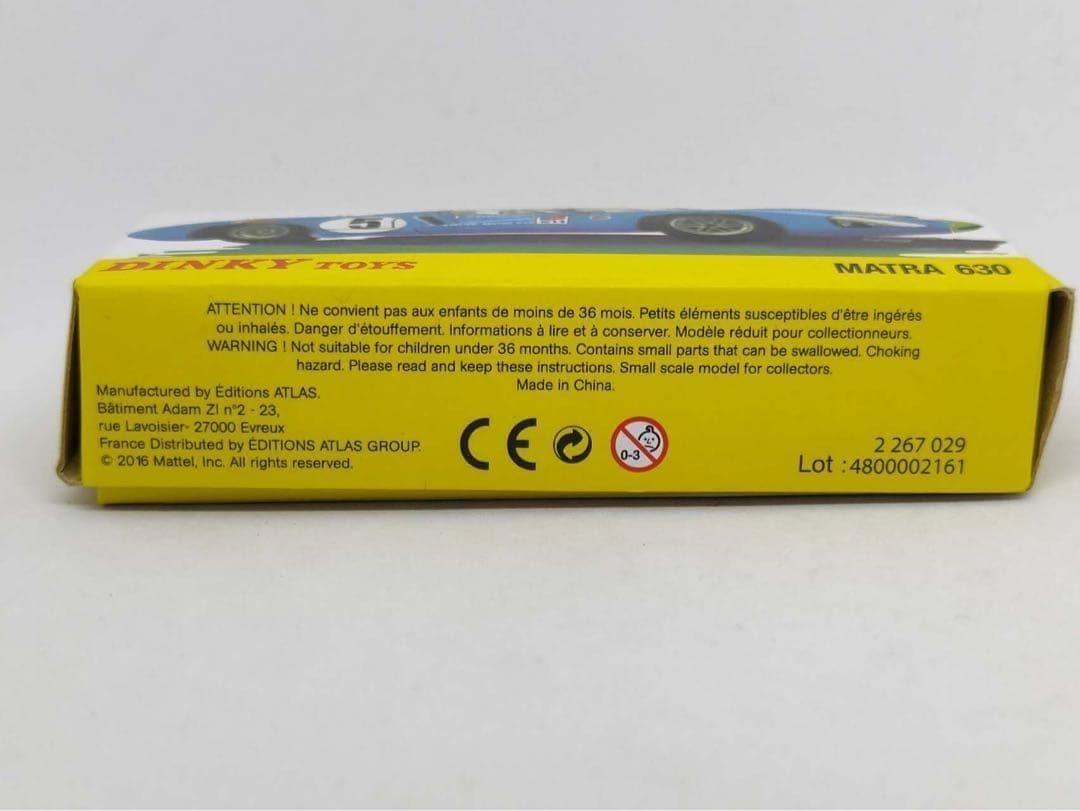 5
DINKY TOYS
MATRA 630
ATTENTION ! Ne convient pas aux enfants de moins de 36 mois. Petits éléments susceptibles d'être ingérés
ou inhalés. Danger d'étouffement. Informations à lire et à conserver. Modèle réduit pour collectionneurs.
WARNING ! Not suitable for children under 36 months. Contains small parts that can be swallowed. Choking
hazard. Please read and keep these instructions. Small scale model for collectors.
Made in China.
Manufactured by Éditions ATLAS.
Bâtiment Adam ZI n°2 - 23,
rue Lavoisier- 27000 Evreux
France Distributed by ÉDITIONS ATLAS GROUP.
© 2016 Mattel, Inc. All rights reserved.
CE
0-3
2 267 029
Lot :4800002161